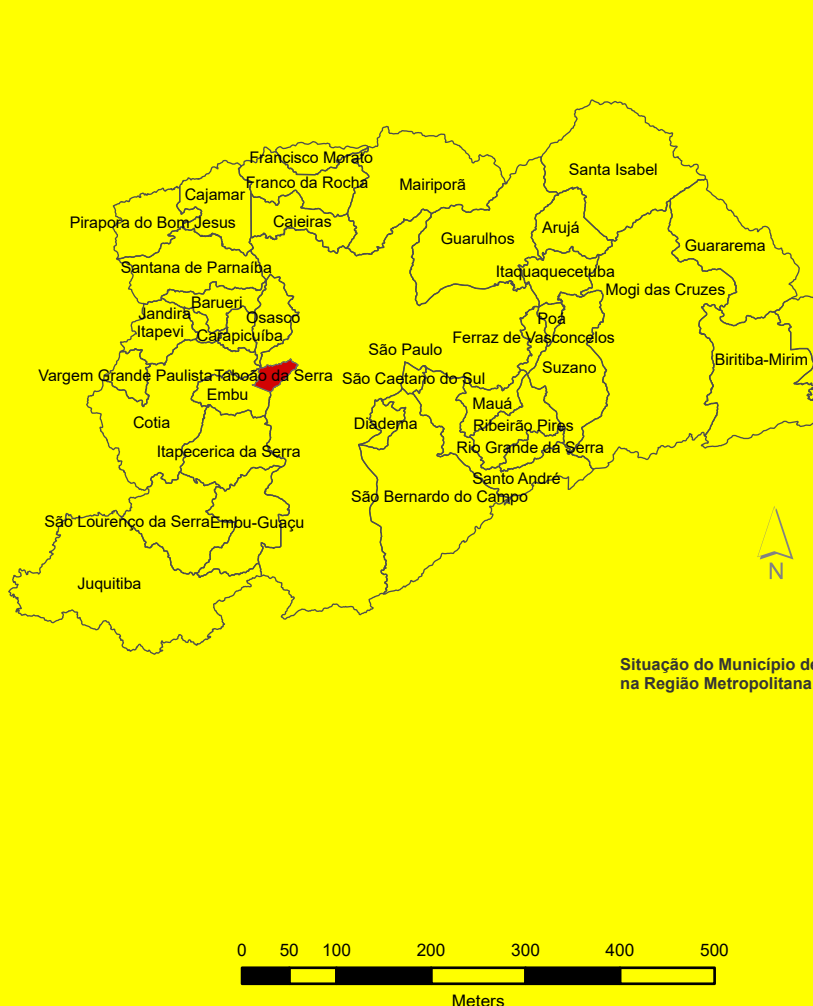 Francisco Morato
Franco da Rocha
Mairiporã
Santa Isabel
Cajamar
Pirapora do Bom Jesus
Caieiras
Guarulhos
Arujá
Guararema
Santana de Parnaíba
Itaquaquecetuba
Mogi das Cruzes
Barueri
Jandira
Osasco
Itapevi
Carapicuíba
Poá
Ferraz de Vasconcelos
São Paulo
Biritiba-Mirim
Suzano
Vargem Grande Paulista
Taboão da Serra
São Caetano do Sul
Embu
Mauá
Cotia
Diadema
Ribeirão Pires
Itapecerica da Serra
Rio Grande da Serra
Santo André
São Bernardo do Campo
São Lourenço da Serra
Embu-Guaçu
Juquitiba
N
Situação do Município de
na Região Metropolitana
0 50 100 200 300 400 500
Meters